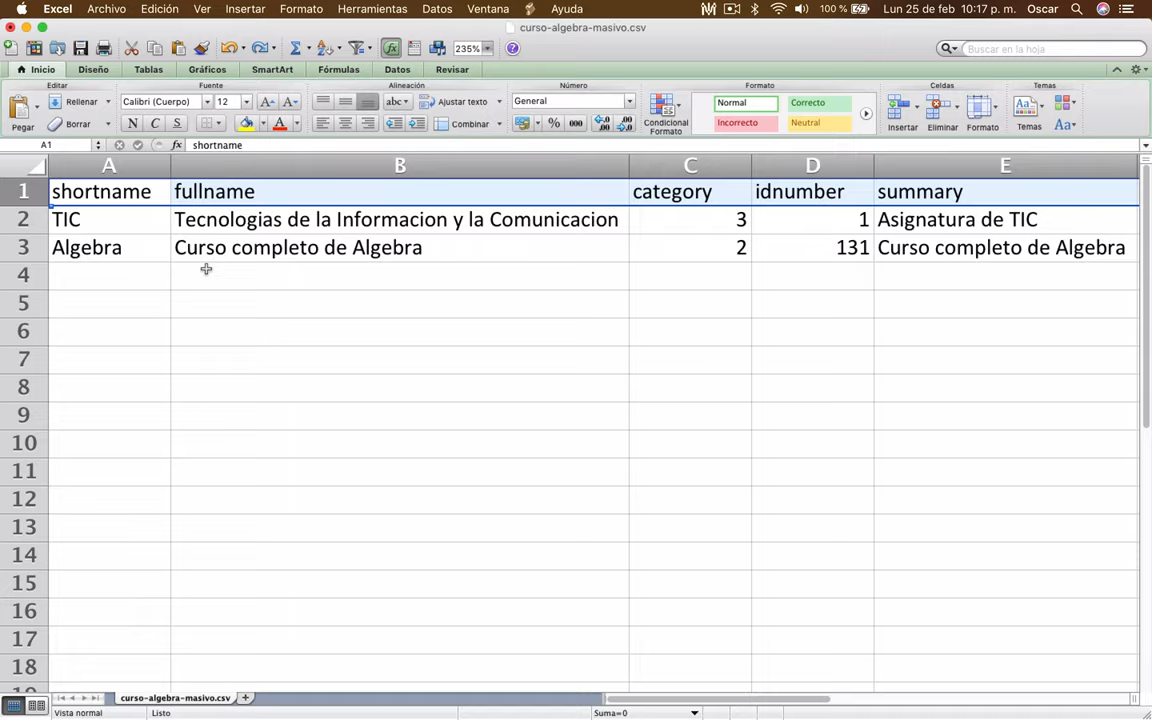 Excel Archivo Edición Ver Insertar Formato Herramientas Datos Ventana Ayuda 100 % Lun 25 de feb 10:17 p. m. Oscar
curso-algebra-masivo.csv
235% Buscar en la hoja
Inicio Diseño Tablas Gráficos SmartArt Fórmulas Datos Revisar
Editar Fuente Alineación Número Formato Celdas Temas
Rellenar Calibri (Cuerpo) 12 A A abc Ajustar texto General Normal Correcto
Pegar Borrar N C S A Combinar % 000 Condicional Formato Incorrecto Neutral Insertar Eliminar Formato Temas Aa
A1 fx shortname
A B C D E
1 shortname fullname category idnumber summary
2 TIC Tecnologias de la Informacion y la Comunicacion 3 1 Asignatura de TIC
3 Algebra Curso completo de Algebra 2 131 Curso completo de Algebra
4
5
6
7
8
9
10
11
12
13
14
15
16
17
18
curso-algebra-masivo.csv
Vista normal Listo Suma=0